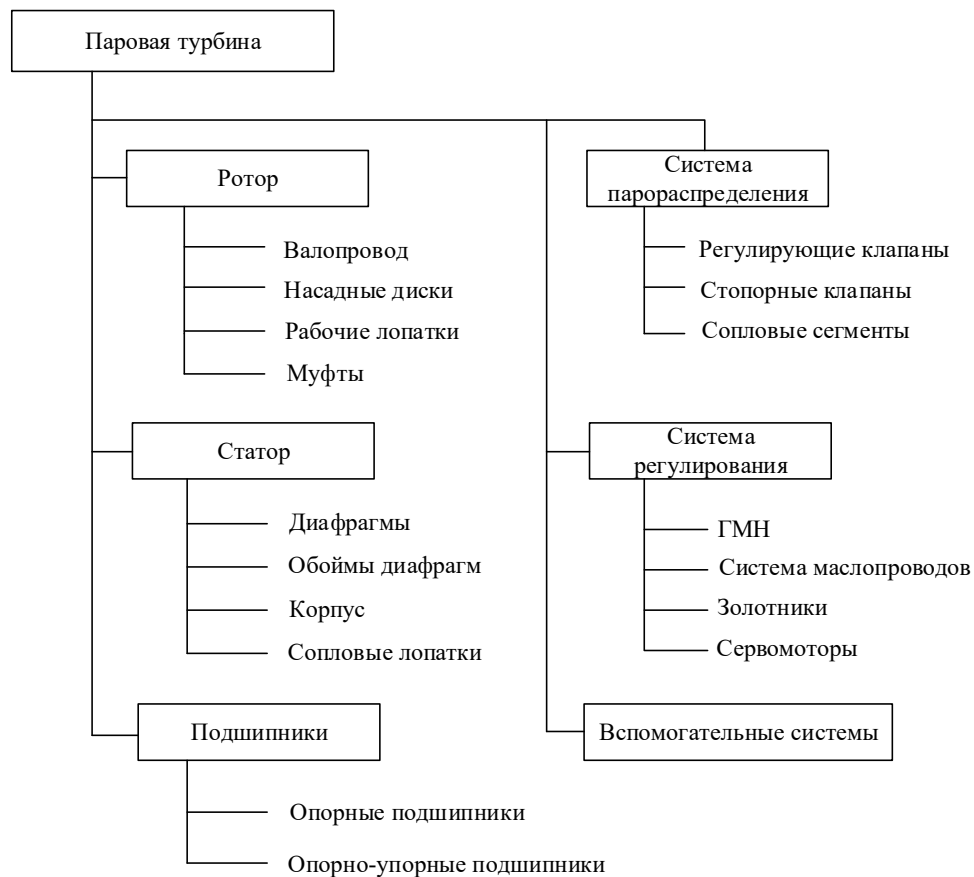 Паровая турбина
Ротор
Валопровод
Насадные диски
Рабочие лопатки
Муфты
Статор
Диафрагмы
Обоймы диафрагм
Корпус
Сопловые лопатки
Подшипники
Опорные подшипники
Опорно-упорные подшипники
Система
парораспределения
Регулирующие клапаны
Стопорные клапаны
Сопловые сегменты
Система
регулирования
ГМН
Система маслопроводов
Золотники
Сервомоторы
Вспомогательные системы